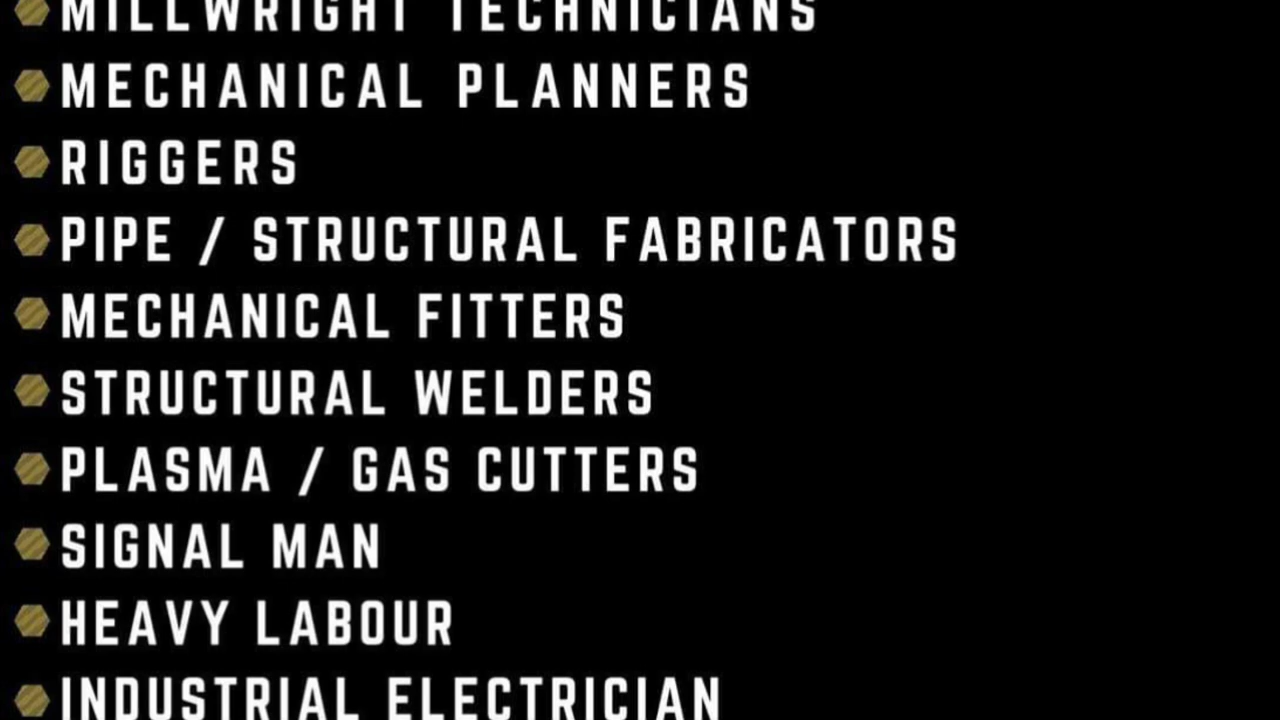 MILLWRIGHT TECHNICIANS
MECHANICAL PLANNERS
RIGGERS
PIPE / STRUCTURAL FABRICATORS
MECHANICAL FITTERS
STRUCTURAL WELDERS
PLASMA / GAS CUTTERS
SIGNAL MAN
HEAVY LABOUR
INDUSTRIAL ELECTRICIAN